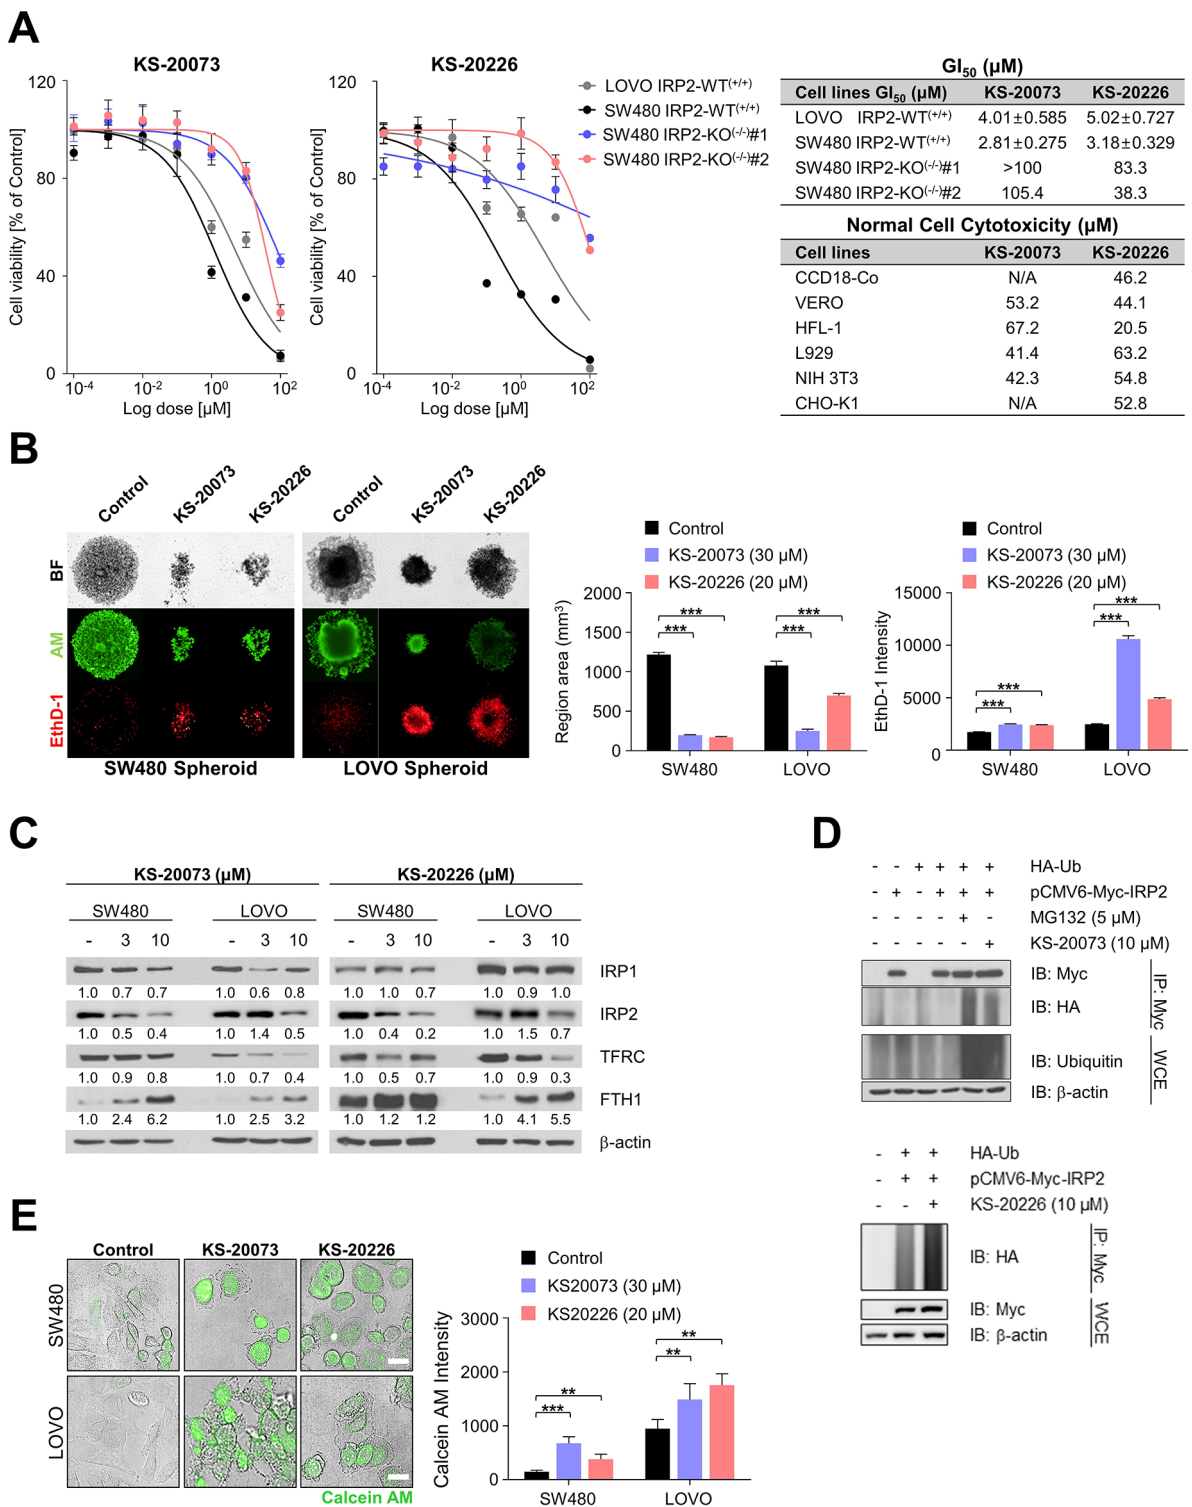 A
KS-20073
Cell viability [% of Control]
120
80
40
0
10-4 10-2 100 102
Log dose [µM]
KS-20226
Cell viability [% of Control]
120
80
40
0
10-4 10-2 100 102
Log dose [µM]
LOVO IRP2-WT(+/+)
SW480 IRP2-WT(+/+)
SW480 IRP2-KO(-/-)#1
SW480 IRP2-KO(-/-)#2
GI50 (µM)
Cell lines GI50 (µM) KS-20073 KS-20226
LOVO IRP2-WT(+/+) 4.01±0.585 5.02±0.727
SW480 IRP2-WT(+/+) 2.81±0.275 3.18±0.329
SW480 IRP2-KO(-/-)#1 >100 83.3
SW480 IRP2-KO(-/-)#2 105.4 38.3
Normal Cell Cytotoxicity (µM)
Cell lines KS-20073 KS-20226
CCD18-Co N/A 46.2
VERO 53.2 44.1
HFL-1 67.2 20.5
L929 41.4 63.2
NIH 3T3 42.3 54.8
CHO-K1 N/A 52.8
B
Control KS-20073 KS-20226 Control KS-20073 KS-20226
BF
AM
EthD-1
SW480 Spheroid LOVO Spheroid
Control
KS-20073 (30 µM)
KS-20226 (20 µM)
Region area (mm3)
2000
1500
1000
500
0
*** *** *** ***
SW480 LOVO
Control
KS-20073 (30 µM)
KS-20226 (20 µM)
EthD-1 Intensity
15000
10000
5000
0
*** *** *** ***
SW480 LOVO
C
KS-20073 (µM) KS-20226 (µM)
SW480 LOVO SW480 LOVO
- 3 10 - 3 10 - 3 10 - 3 10
IRP1
1.0 0.7 0.7 1.0 0.6 0.8 1.0 1.0 0.7 1.0 0.9 1.0
IRP2
1.0 0.5 0.4 1.0 1.4 0.5 1.0 0.4 0.2 1.0 1.5 0.7
TFRC
1.0 0.9 0.8 1.0 0.7 0.4 1.0 0.5 0.7 1.0 0.9 0.3
FTH1
1.0 2.4 6.2 1.0 2.5 3.2 1.0 1.2 1.2 1.0 4.1 5.5
β-actin
D
- - + + + + HA-Ub
- + - + + + pCMV6-Myc-IRP2
- - - - + - MG132 (5 µM)
- - - - - + KS-20073 (10 µM)
IB: Myc
IB: HA
IP: Myc
IB: Ubiquitin
IB: β-actin
WCE
- + + HA-Ub
- + + pCMV6-Myc-IRP2
- - + KS-20226 (10 µM)
IB: HA
IP: Myc
IB: Myc
IB: β-actin
WCE
E
Control KS-20073 KS-20226
SW480
LOVO
Calcein AM
Control
KS20073 (30 µM)
KS20226 (20 µM)
Calcein AM Intensity
3000
2000
1000
0
*** ** ** **
SW480 LOVO